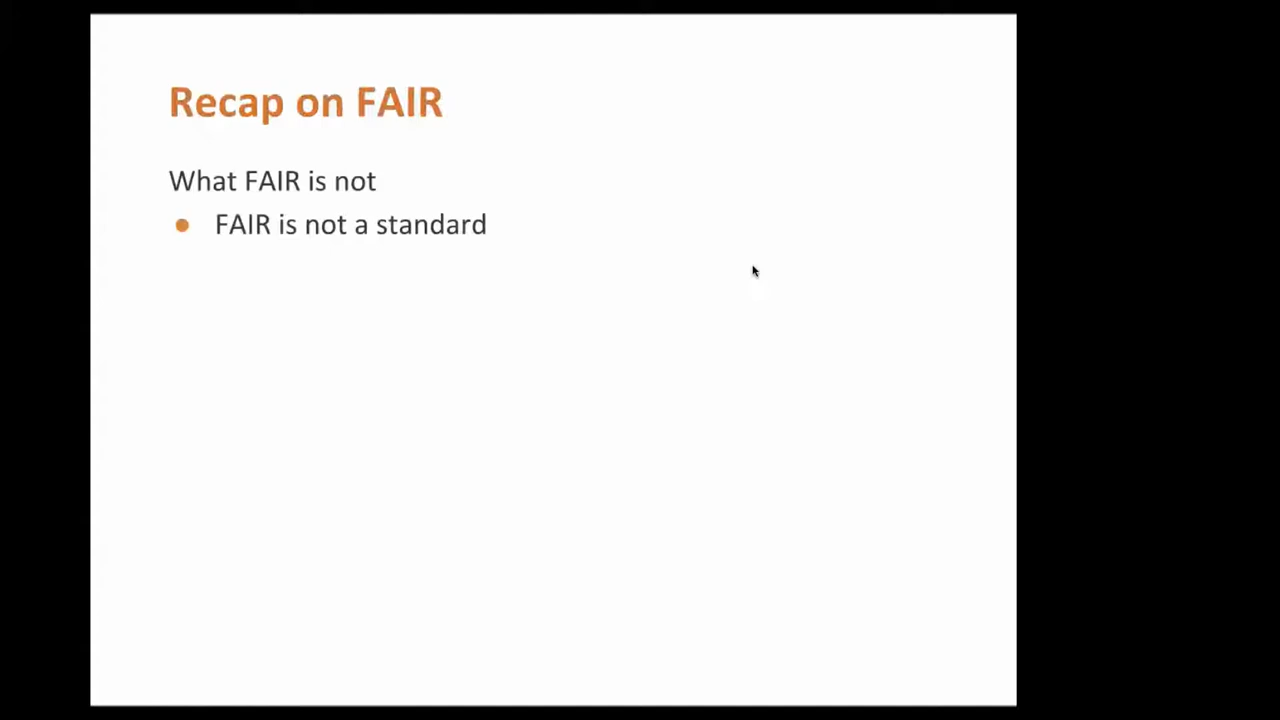 Recap on FAIR
What FAIR is not
● FAIR is not a standard